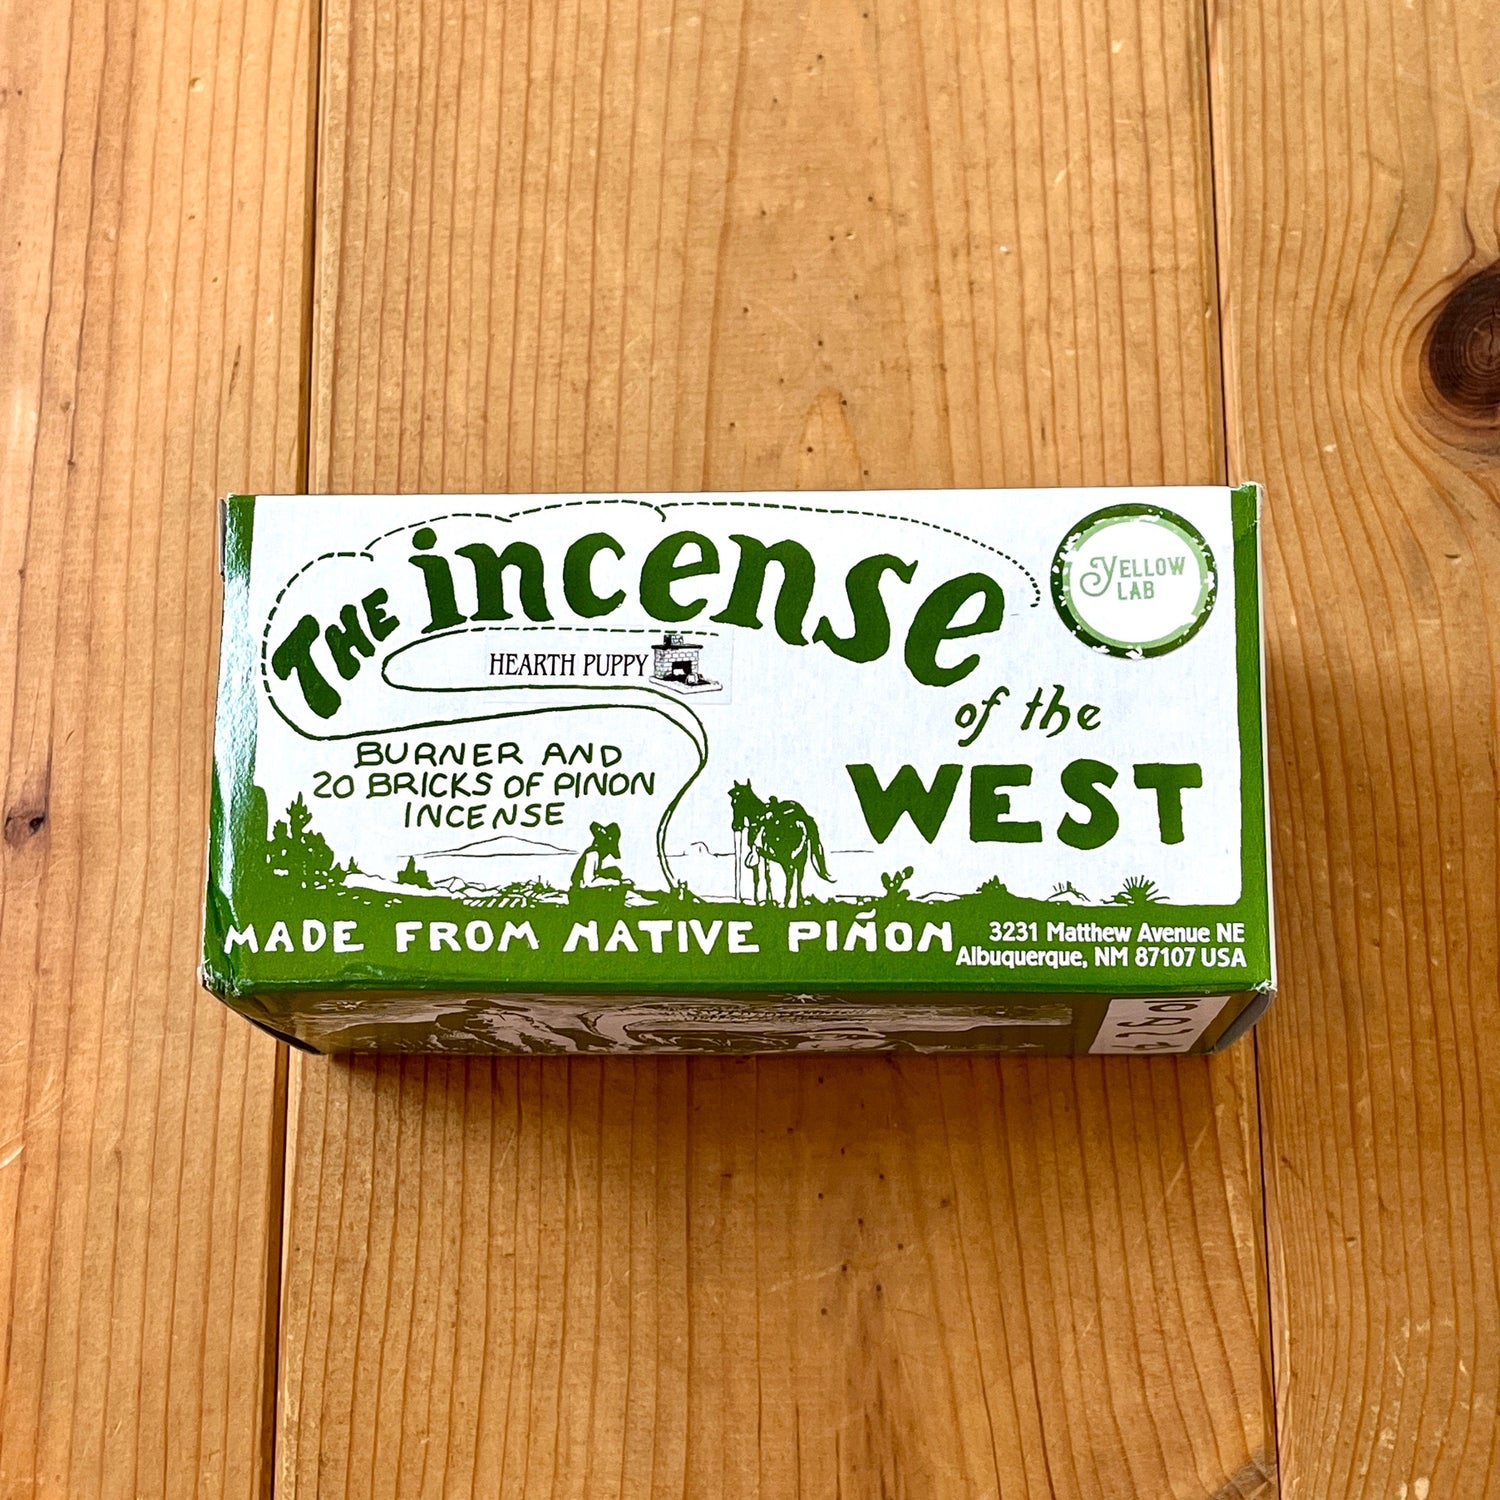 THE incense
of the
WEST
YELLOW
LAB
HEARTH PUPPY
BURNER AND
20 BRICKS OF PINON
INCENSE
MADE FROM NATIVE PIÑON
3231 Matthew Avenue NE
Albuquerque, NM 87107 USA